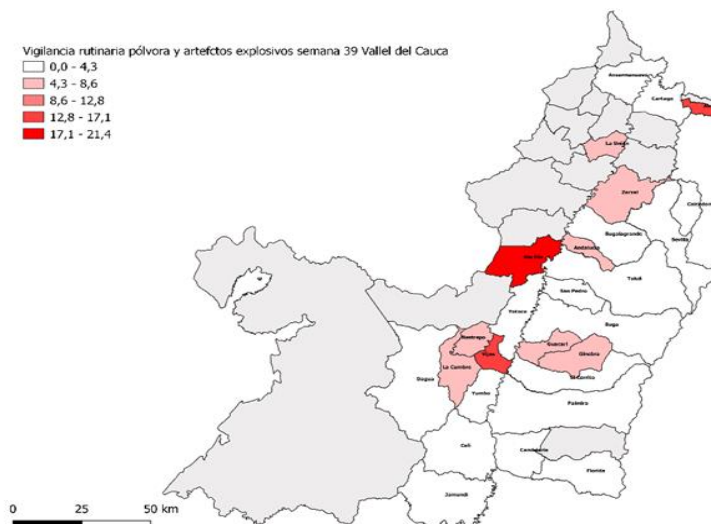 Vigilancia rutinaria pólvora y artefctos explosivos semana 39 Vallel del Cauca
0,0 - 4,3
4,3 - 8,6
8,6 - 12,8
12,8 - 17,1
17,1 - 21,4
Cartago
La Unión
Zarzal
Bugalagrande
Sevilla
Andalucía
Tuluá
San Pedro
Yotoco
Buga
Restrepo
Vijes
Guacarí
Ginebra
La Cumbre
El Cerrito
Dagua
Yumbo
Palmira
Cali
Candelaria
Florida
Jamundí
0 25 50 km